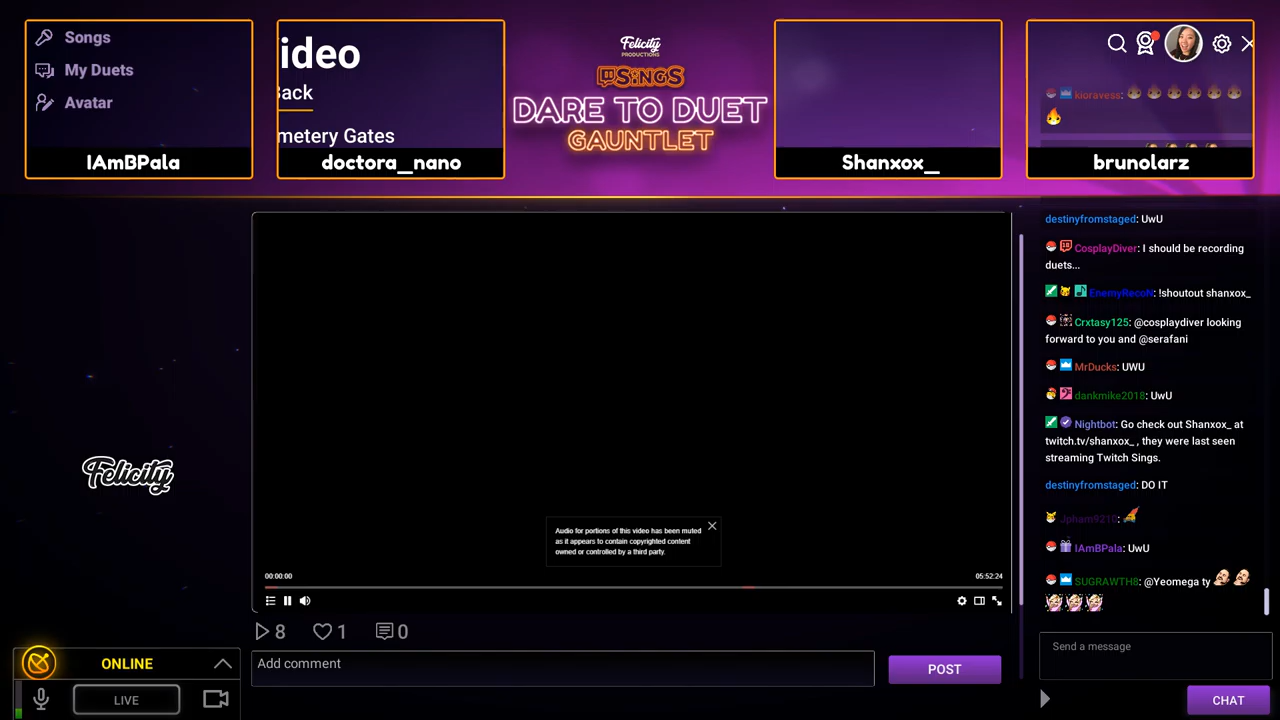 Songs
My Duets
Avatar
IAmBPala
ideo
Back
metery Gates
doctora__nano
Felicity
PRODUCTIONS
SINGS
DARE TO DUET
GAUNTLET
Shanxox_
kioravess:
brunolarz
destinyfromstaged: UwU
CosplayDiver: I should be recording
duets...
EnemyRecoN: !shoutout shanxox_
Crxtasy125: @cosplaydiver looking
forward to you and @serafani
MrDucks: UWU
dankmike2018: UwU
Nightbot: Go check out Shanxox_ at
twitch.tv/shanxox_ , they were last seen
streaming Twitch Sings.
destinyfromstaged: DO IT
Jpham9210:
IAmBPala: UwU
SUGRAWTH8: @Yeomega ty
Send a message
CHAT
Felicity
Audio for portions of this video has been muted
as it appears to contain copyrighted content
owned or controlled by a third party.
00:00:00
05:52:24
8
1
0
Add comment
POST
ONLINE
LIVE